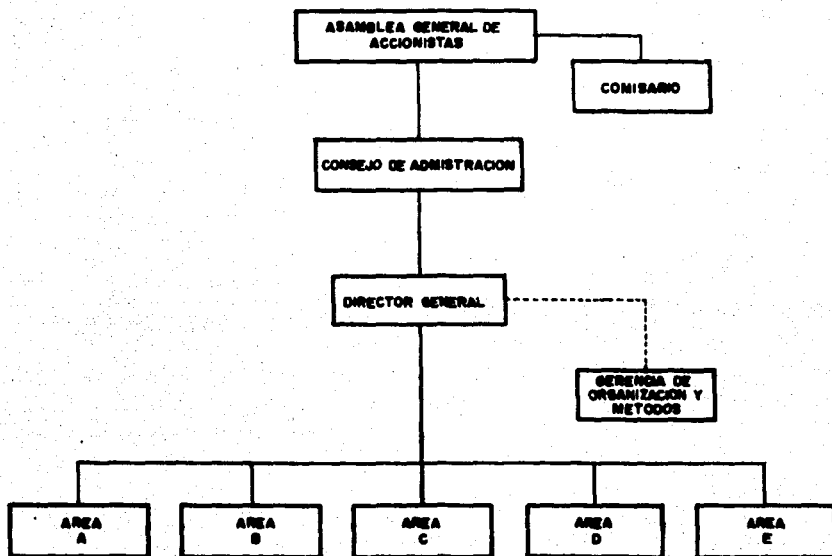 ASAMBLEA GENERAL DE
ACCIONISTAS
COMISARIO
CONSEJO DE ADMISTRACION
DIRECTOR GENERAL
GERENCIA DE
ORGANIZACION Y
METODOS
AREA
A
AREA
B
AREA
C
AREA
D
AREA
E